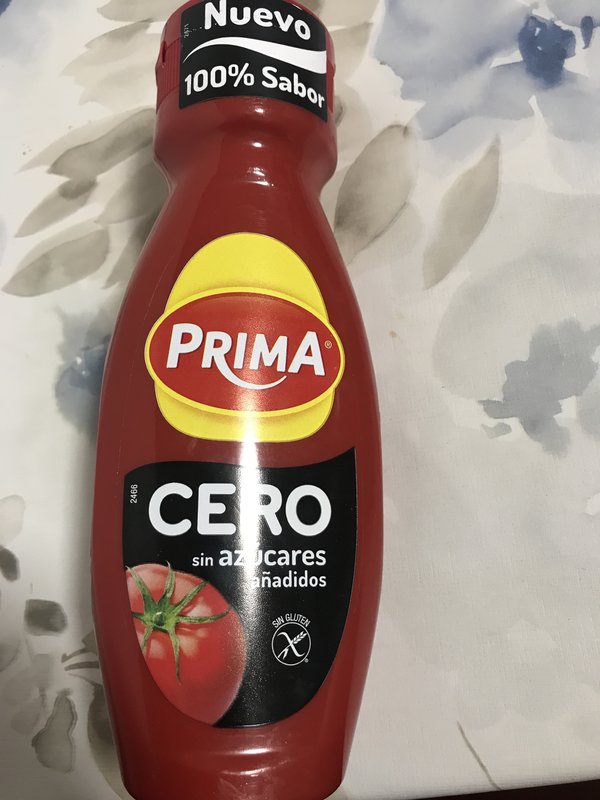 Nuevo
100% Sabor
PRIMA®
2466
CERO
sin azúcares
añadidos
SIN GLUTEN